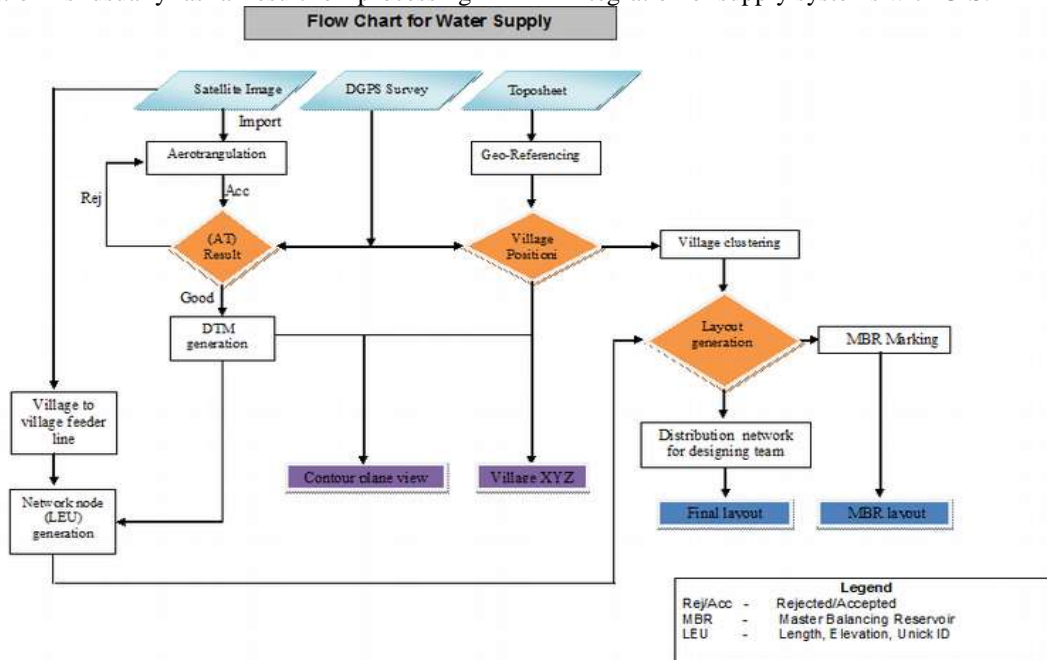 Flow Chart for Water Supply
Satellite Image
DGPS Survey
Toposheet
Import
Aerotrangulation
Geo-Referencing
Rej
Acc
(AT)
Result
Village
Positioni
Village clustering
Good
DTM
generation
Layout
generation
MBR Marking
Village to
village feeder
line
Distribution network
for designing team
Contour plane view
Village XYZ
Network node
(LEU)
generation
Final layout
MBR layout
Legend
Rej/Acc - Rejected/Accepted
MBR - Master Balancing Reservoir
LEU - Length, Elevation, Unick ID